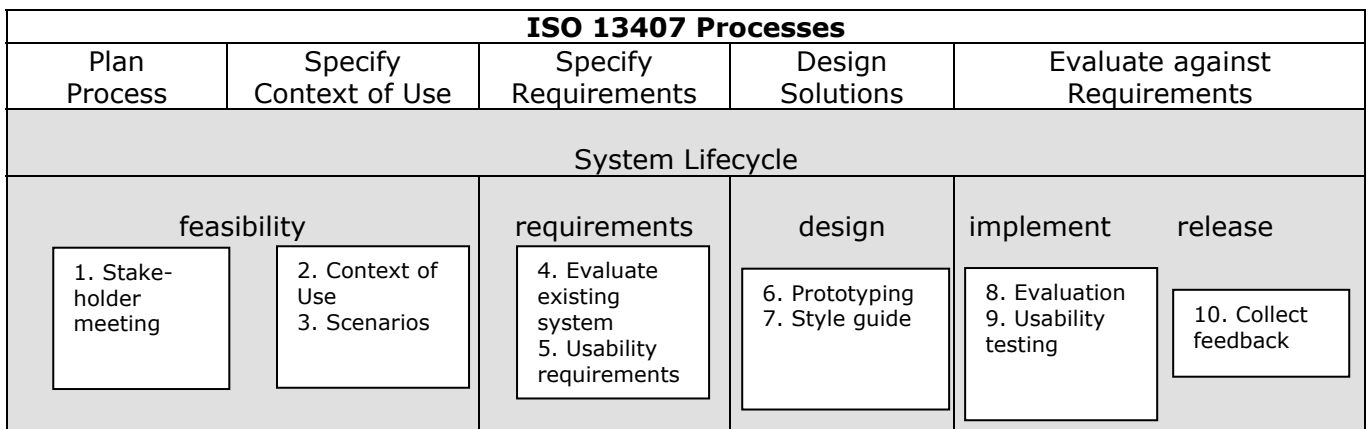 ISO 13407 Processes
Plan
Process
Specify
Context of Use
Specify
Requirements
Design
Solutions
Evaluate against
Requirements
System Lifecycle
feasibility
requirements
design
implement
release
1. Stake-
holder
meeting
2. Context of
Use
3. Scenarios
4. Evaluate
existing
system
5. Usability
requirements
6. Prototyping
7. Style guide
8. Evaluation
9. Usability
testing
10. Collect
feedback